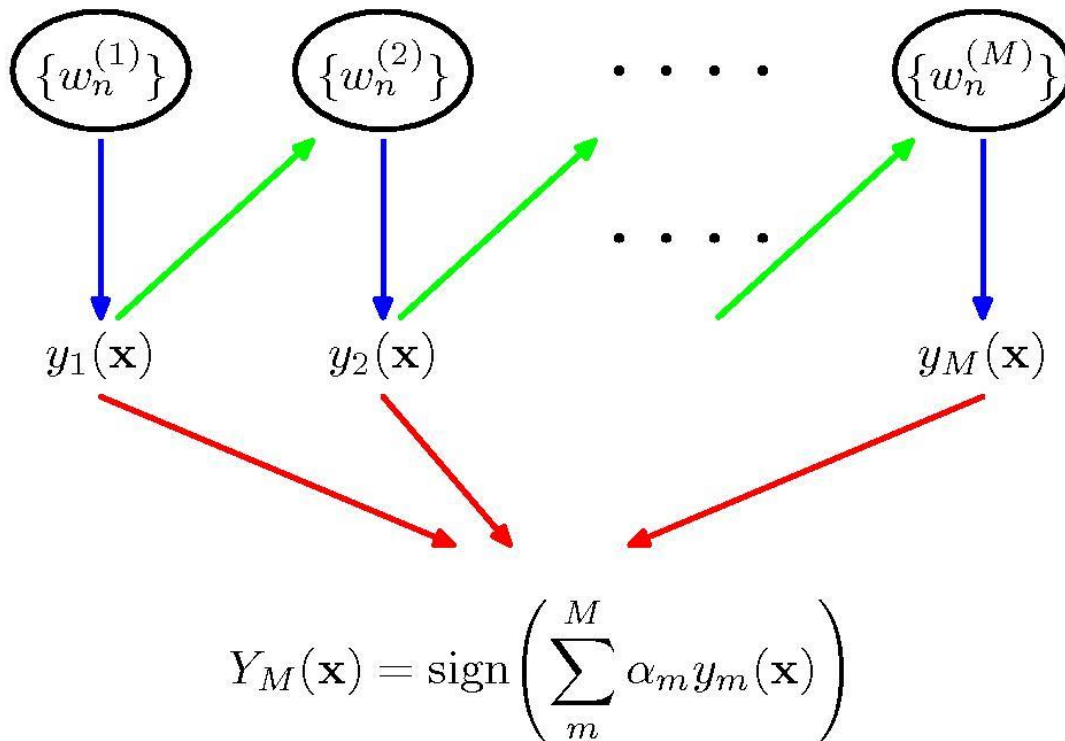 {w_n^{(1)}} {w_n^{(2)}} · · · · {w_n^{(M)}}
· · · ·
y_1(x) y_2(x) y_M(x)
Y_M(x) = sign(∑_m^M α_m y_m(x))